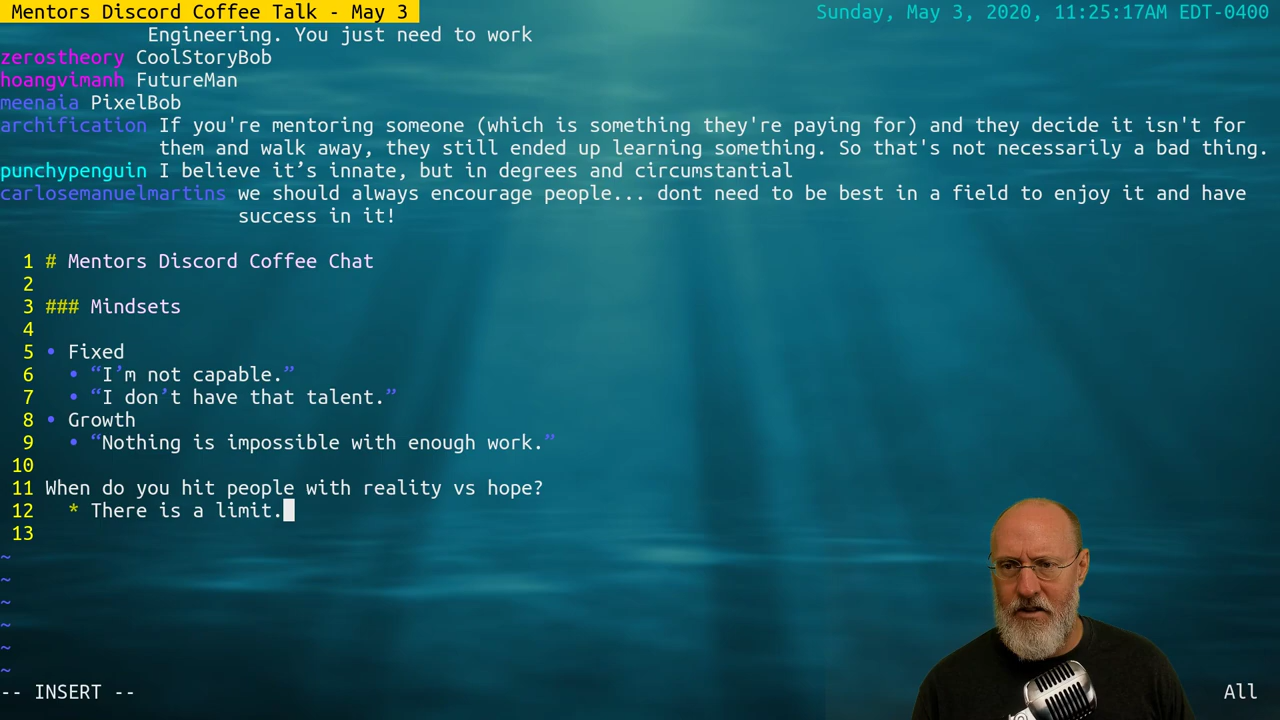 Mentors Discord Coffee Talk - May 3
Sunday, May 3, 2020, 11:25:17AM EDT-0400
Engineering. You just need to work
zerostheory CoolStoryBob
hoangvimanh FutureMan
meenaia PixelBob
archification If you're mentoring someone (which is something they're paying for) and they decide it isn't for
them and walk away, they still ended up learning something. So that's not necessarily a bad thing.
punchypenguin I believe it’s innate, but in degrees and circumstantial
carlosemanuelmartins we should always encourage people... dont need to be best in a field to enjoy it and have
success in it!
1 # Mentors Discord Coffee Chat
2
3 ### Mindsets
4
5 • Fixed
6 • “I’m not capable.”
7 • “I don’t have that talent.”
8 • Growth
9 • “Nothing is impossible with enough work.”
10
11 When do you hit people with reality vs hope?
12 * There is a limit.
13
~
~
~
~
~
~
-- INSERT --
All